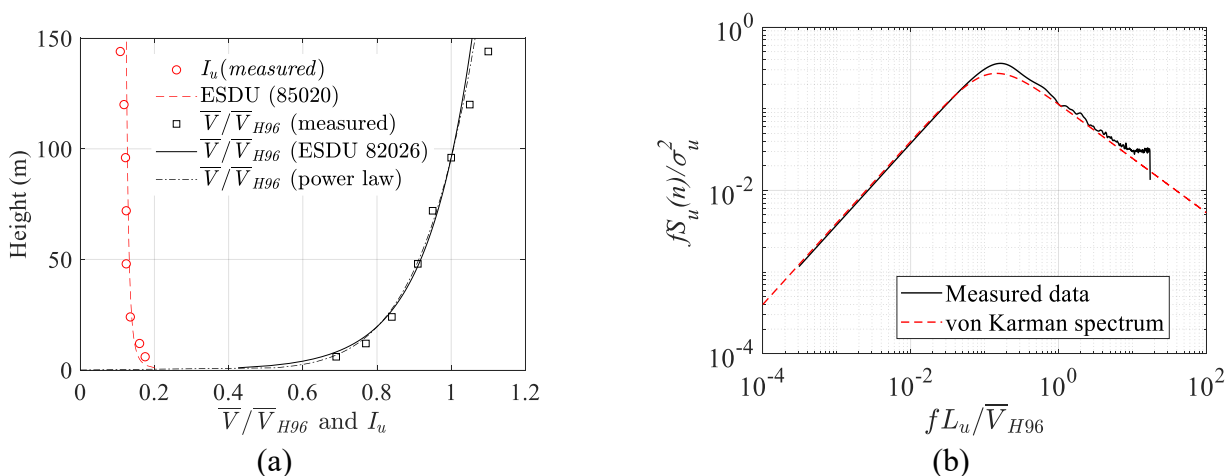 150
100
50
0
Height (m)
I_u(measured)
ESDU (85020)
V̅/V̅_H96 (measured)
V̅/V̅_H96 (ESDU 82026)
V̅/V̅_H96 (power law)
0 0.2 0.4 0.6 0.8 1 1.2
V̅/V̅_H96 and I_u
(a)
10^0
10^-2
10^-4
fS_u(n)/σ^2_u
Measured data
von Karman spectrum
10^-4 10^-2 10^0 10^2
fL_u/V̅_H96
(b)